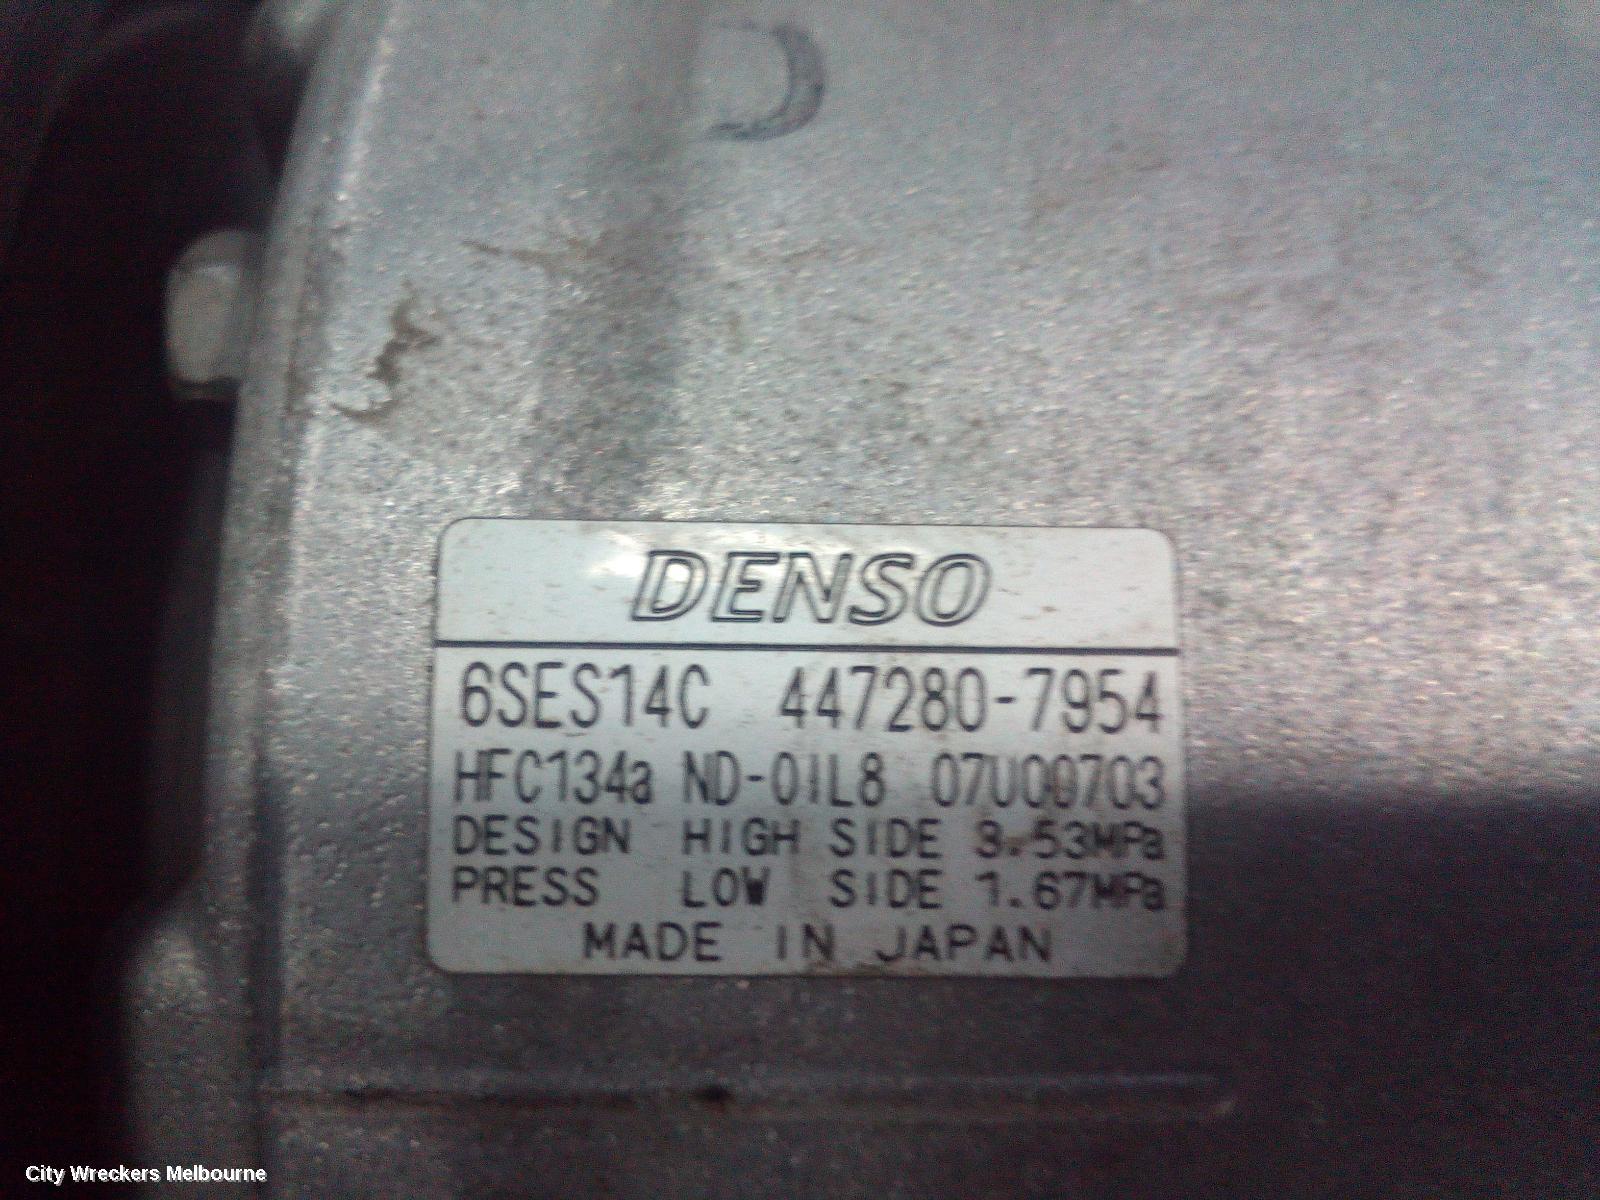 DENSO
6SES14C 447280-7954
HFC134a ND-OIL8 07U00703
DESIGN HIGH SIDE 3.53MPa
PRESS LOW SIDE 1.67MPa
MADE IN JAPAN
City Wreckers Melbourne